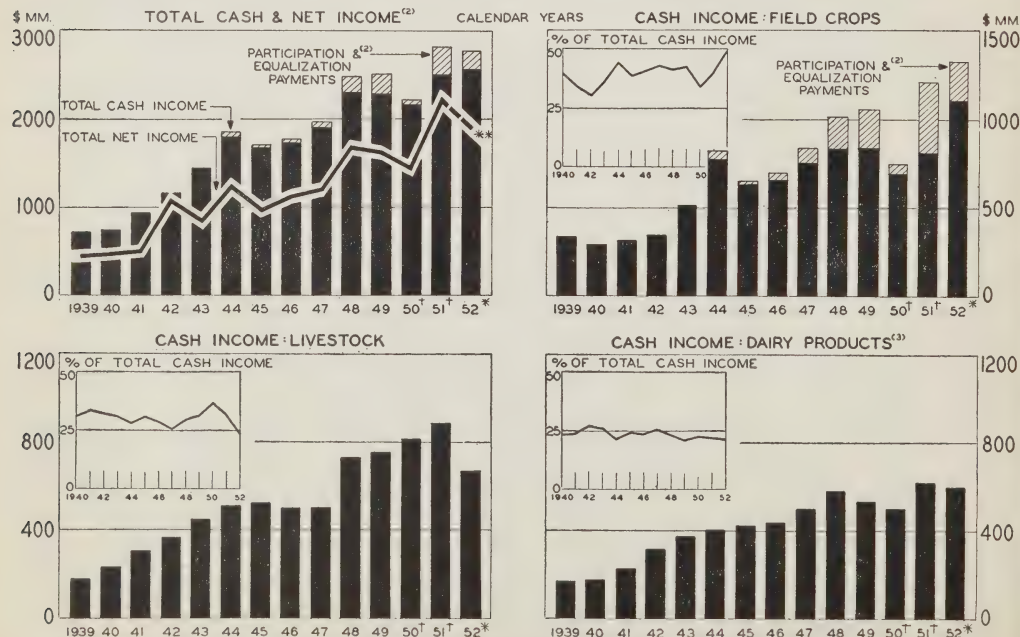 $ MM. TOTAL CASH & NET INCOME(2) CALENDAR YEARS CASH INCOME : FIELD CROPS $ MM.
3000
2000
1000
0
PARTICIPATION &(2)
EQUALIZATION
PAYMENTS
TOTAL CASH INCOME
TOTAL NET INCOME
**
1939 40 41 42 43 44 45 46 47 48 49 50† 51† 52*
% OF TOTAL CASH INCOME
50
25
0
1940 42 44 46 48 50
PARTICIPATION &(2)
EQUALIZATION
PAYMENTS
1500
1000
500
0
1939 40 41 42 43 44 45 46 47 48 49 50† 51† 52*
CASH INCOME : LIVESTOCK
1200
800
400
0
% OF TOTAL CASH INCOME
50
25
0
1940 42 44 46 48 50 52
1939 40 41 42 43 44 45 46 47 48 49 50† 51† 52*
CASH INCOME : DAIRY PRODUCTS(3)
% OF TOTAL CASH INCOME
50
25
0
1940 42 44 46 48 50 52
1200
800
400
0
1939 40 41 42 43 44 45 46 47 48 49 50† 51† 52*